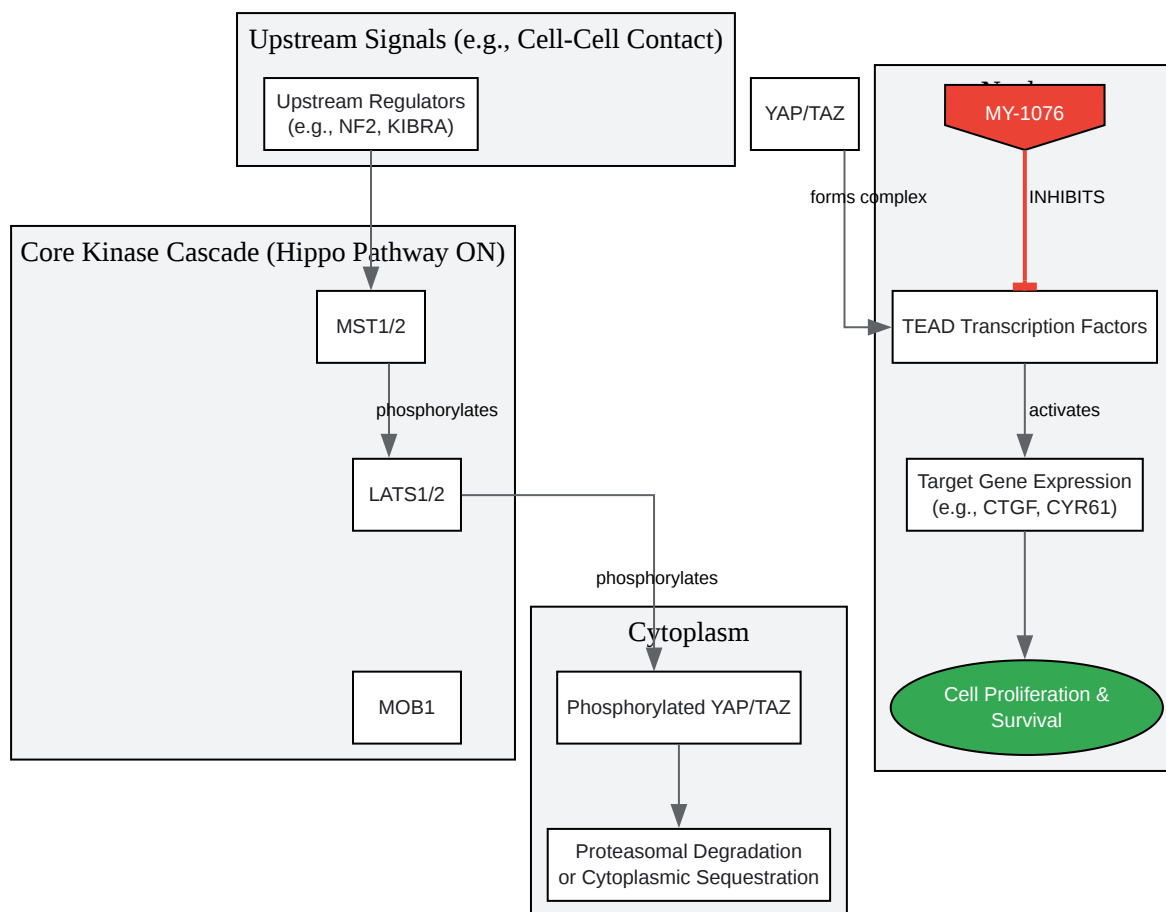 Upstream Signals (e.g., Cell-Cell Contact)
Upstream Regulators
(e.g., NF2, KIBRA)
YAP/TAZ
MY-1076
forms complex
INHIBITS
Core Kinase Cascade (Hippo Pathway ON)
MST1/2
TEAD Transcription Factors
phosphorylates
activates
LATS1/2
Target Gene Expression
(e.g., CTGF, CYR61)
phosphorylates
Cytoplasm
MOB1
Phosphorylated YAP/TAZ
Cell Proliferation &
Survival
Proteasomal Degradation
or Cytoplasmic Sequestration